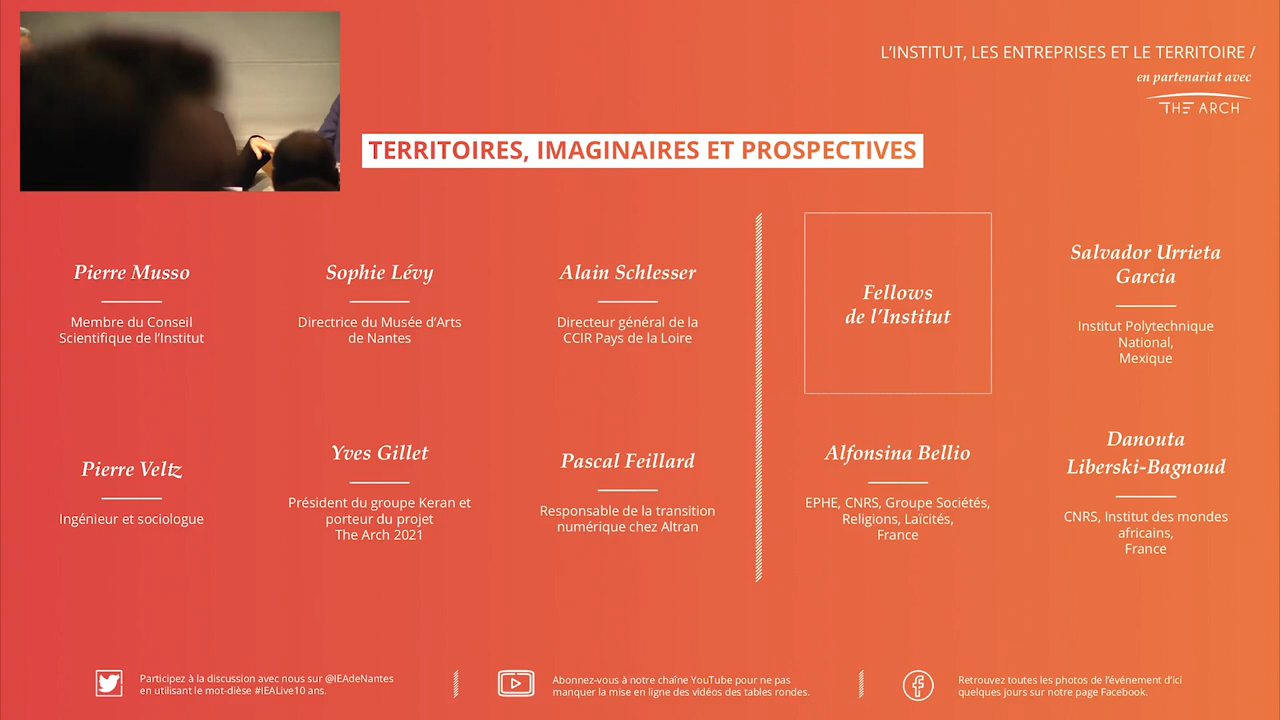 L'INSTITUT, LES ENTREPRISES ET LE TERRITOIRE /
en partenariat avec
THE ARCH
TERRITOIRES, IMAGINAIRES ET PROSPECTIVES
Pierre Musso
Membre du Conseil
Scientifique de l'Institut
Sophie Lévy
Directrice du Musée d'Arts
de Nantes
Alain Schlesser
Directeur général de la
CCIR Pays de la Loire
Fellows
de l'Institut
Salvador Urrieta
Garcia
Institut Polytechnique
National,
Mexique
Pierre Veltz
Ingénieur et sociologue
Yves Gillet
Président du groupe Keran et
porteur du projet
The Arch 2021
Pascal Feillard
Responsable de la transition
numérique chez Altran
Alfonsina Bellio
EPHE, CNRS, Groupe Sociétés,
Religions, Laïcités,
France
Danouta
Liberski-Bagnoud
CNRS, Institut des mondes
africains,
France
Participez à la discussion avec nous sur @IEAdeNantes
en utilisant le mot-dièse #IEALive10 ans.
Abonnez-vous à notre chaîne YouTube pour ne pas
manquer la mise en ligne des vidéos des tables rondes.
Retrouvez toutes les photos de l'événement d'ici
quelques jours sur notre page Facebook.